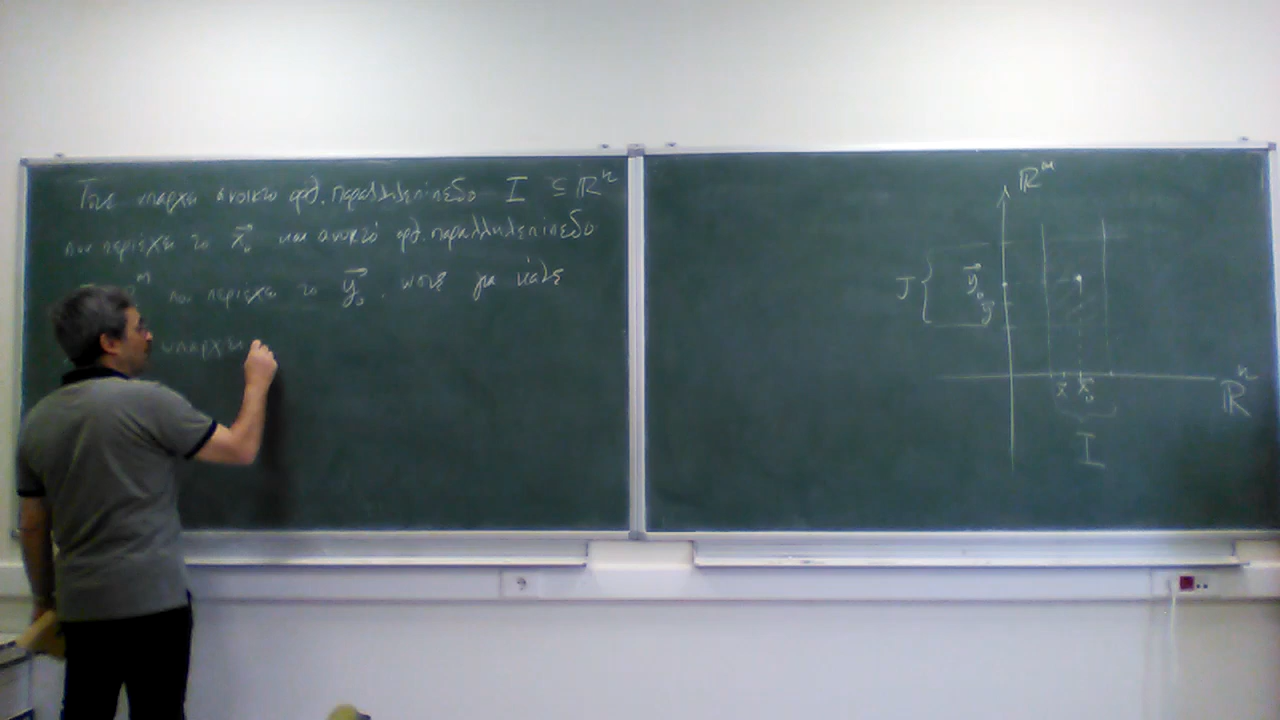 Τότε υπάρχει ανοικτό ορθ. παραλληλεπίπεδο I ⊆ ℝⁿ
που περιέχει το x⃗₀ και ανοικτό ορθ. παραλληλεπίπεδο
που περιέχει το y⃗₀, ώστε για κάθε
υπάρχει
ℝᵐ
J
y⃗₀
y⃗
x⃗ x⃗₀
ℝⁿ
I